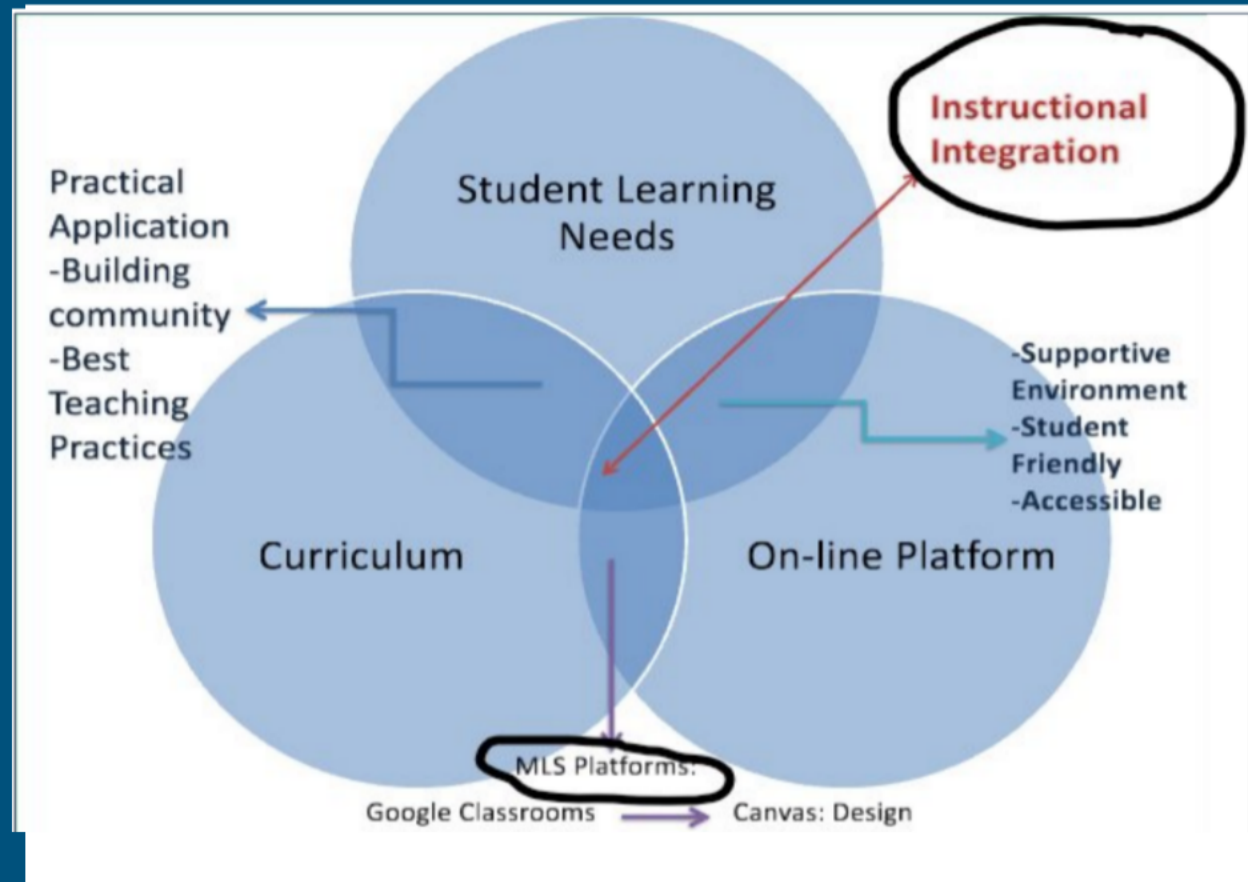 Instructional
Integration
Student Learning
Needs
Practical
Application
-Building
community
-Best
Teaching
Practices
-Supportive
Environment
-Student
Friendly
-Accessible
Curriculum
On-line Platform
MLS Platforms:
Google Classrooms
Canvas: Design